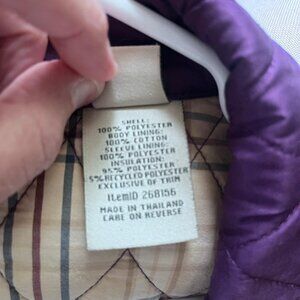 SHELL:
100% POLYESTER
BODY LINING:
100% COTTON
SLEEVE LINING:
100% POLYESTER
INSULATION:
95% POLYESTER
5% RECYCLED POLYESTER
EXCLUSIVE OF TRIM
ItemID 268156
MADE IN THAILAND
CARE ON REVERSE